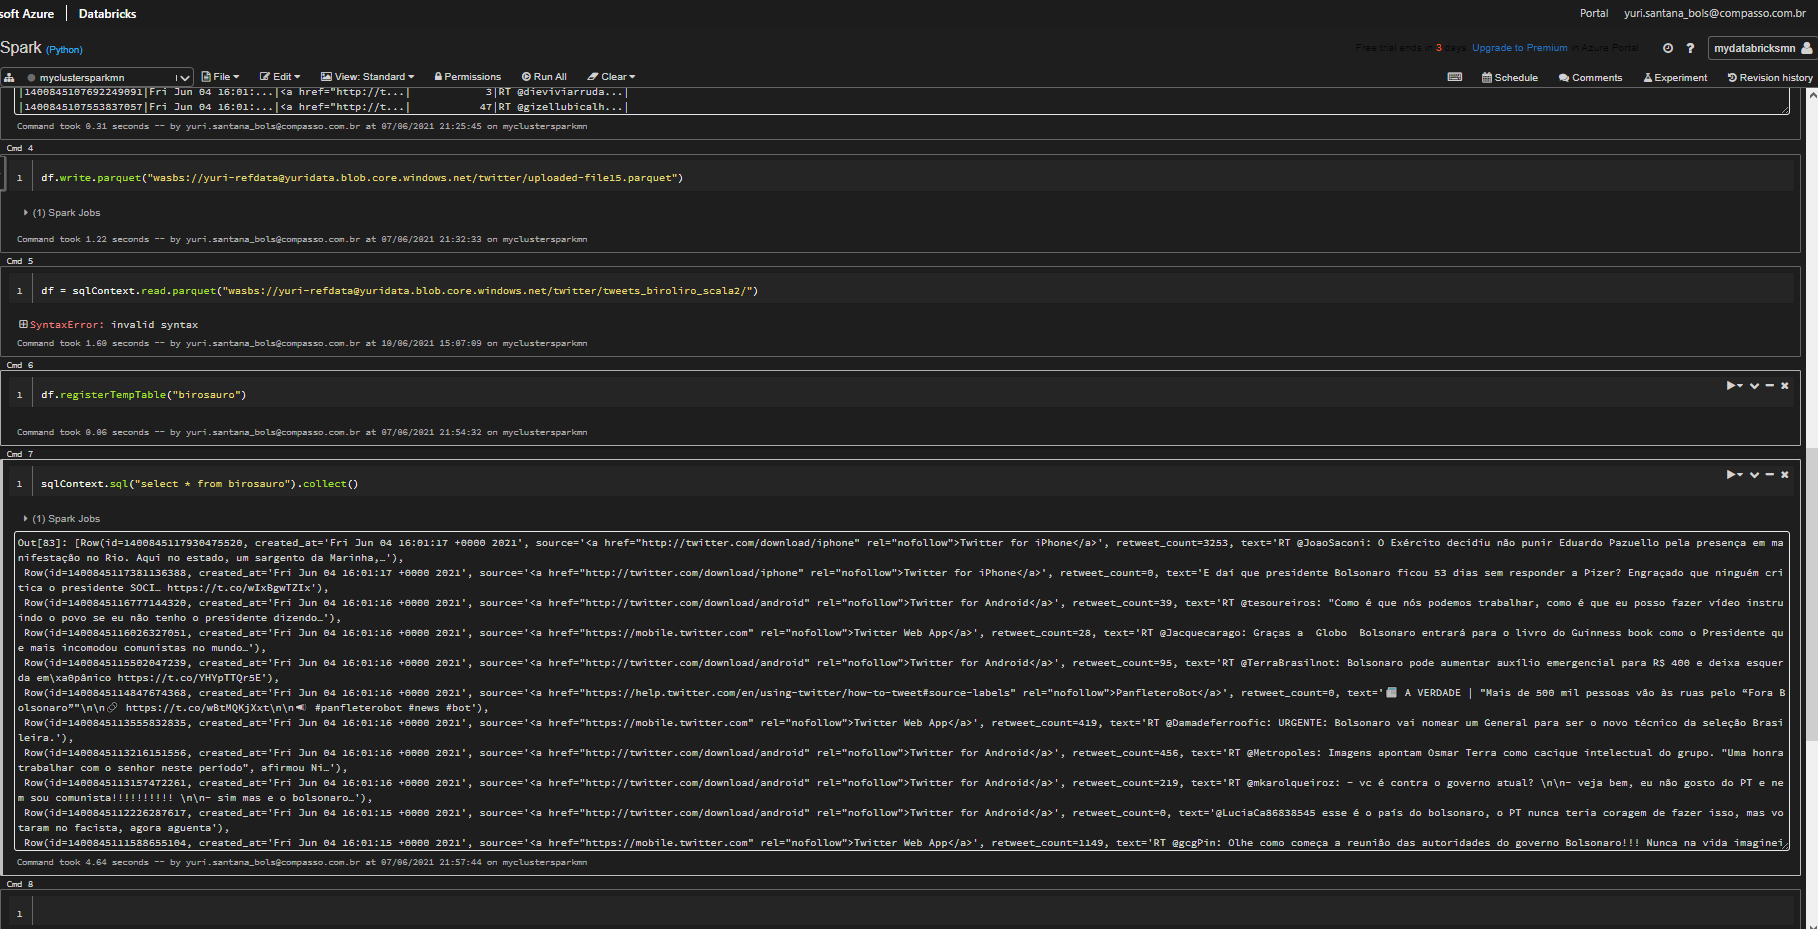 soft Azure | Databricks
Portal yuri.santana_bols@compasso.com.br
Spark (Python)
Free trial ends in 3 days. Upgrade to Premium in Azure Portal
? mydatabricksmn
myclustersparkmn File Edit View: Standard Permissions Run All Clear Schedule Comments Experiment Revision history
|1400845107692249091|Fri Jun 04 16:01:...|<a href="http://t...| 3|RT @dieviviarruda...|
|1400845107553837057|Fri Jun 04 16:01:...|<a href="http://t...| 47|RT @gizellubicalh...|
Command took 0.31 seconds -- by yuri.santana_bols@compasso.com.br at 07/06/2021 21:25:45 on myclustersparkmn
Cmd 4
1 df.write.parquet("wasbs://yuri-refdata@yuridata.blob.core.windows.net/twitter/uploaded-file15.parquet")
(1) Spark Jobs
Command took 1.22 seconds -- by yuri.santana_bols@compasso.com.br at 07/06/2021 21:32:33 on myclustersparkmn
Cmd 5
1 df = sqlContext.read.parquet("wasbs://yuri-refdata@yuridata.blob.core.windows.net/twitter/tweets_biroliro_scala2/")
SyntaxError: invalid syntax
Command took 1.60 seconds -- by yuri.santana_bols@compasso.com.br at 10/06/2021 15:07:09 on myclustersparkmn
Cmd 6
1 df.registerTempTable("birosauro")
Command took 0.06 seconds -- by yuri.santana_bols@compasso.com.br at 07/06/2021 21:54:32 on myclustersparkmn
Cmd 7
1 sqlContext.sql("select * from birosauro").collect()
(1) Spark Jobs
Out[83]: [Row(id=1400845117930475520, created_at='Fri Jun 04 16:01:17 +0000 2021', source='<a href="http://twitter.com/download/iphone" rel="nofollow">Twitter for iPhone</a>', retweet_count=3253, text='RT @JoaoSaconi: O Exército decidiu não punir Eduardo Pazuello pela presença em ma
nifestação no Rio. Aqui no estado, um sargento da Marinha,…'),
Row(id=1400845117381136388, created_at='Fri Jun 04 16:01:17 +0000 2021', source='<a href="http://twitter.com/download/iphone" rel="nofollow">Twitter for iPhone</a>', retweet_count=0, text='E daí que presidente Bolsonaro ficou 53 dias sem responder a Pizer? Engraçado que ninguém cri
tica o presidente SOCI… https://t.co/wIxBgwTZIx'),
Row(id=1400845116777144320, created_at='Fri Jun 04 16:01:16 +0000 2021', source='<a href="http://twitter.com/download/android" rel="nofollow">Twitter for Android</a>', retweet_count=39, text='RT @tesoureiros: "Como é que nós podemos trabalhar, como é que eu posso fazer vídeo instru
indo o povo se eu não tenho o presidente dizendo…'),
Row(id=1400845116026327051, created_at='Fri Jun 04 16:01:16 +0000 2021', source='<a href="https://mobile.twitter.com" rel="nofollow">Twitter Web App</a>', retweet_count=28, text='RT @Jacquecarago: Graças a  Globo  Bolsonaro entrará para o livro do Guinness book como o Presidente qu
e mais incomodou comunistas no mundo…'),
Row(id=1400845115502047239, created_at='Fri Jun 04 16:01:16 +0000 2021', source='<a href="http://twitter.com/download/android" rel="nofollow">Twitter for Android</a>', retweet_count=95, text='RT @TerraBrasilnot: Bolsonaro pode aumentar auxílio emergencial para R$ 400 e deixa esquer
da em\xa0pânico https://t.co/YHYpTTQr5E'),
Row(id=1400845114847674368, created_at='Fri Jun 04 16:01:16 +0000 2021', source='<a href="https://help.twitter.com/en/using-twitter/how-to-tweet#source-labels" rel="nofollow">PanfleteroBot</a>', retweet_count=0, text='📰 A VERDADE | "Mais de 500 mil pessoas vão às ruas pelo “Fora B
olsonaro”"\n\n🔗 https://t.co/wBtMQKjXxt\n\n📢 #panfleterobot #news #bot'),
Row(id=1400845113555832835, created_at='Fri Jun 04 16:01:16 +0000 2021', source='<a href="https://mobile.twitter.com" rel="nofollow">Twitter Web App</a>', retweet_count=419, text='RT @Damadeferroofic: URGENTE: Bolsonaro vai nomear um General para ser o novo técnico da seleção Brasi
leira.'),
Row(id=1400845113216151556, created_at='Fri Jun 04 16:01:16 +0000 2021', source='<a href="http://twitter.com/download/android" rel="nofollow">Twitter for Android</a>', retweet_count=456, text='RT @Metropoles: Imagens apontam Osmar Terra como cacique intelectual do grupo. "Uma honra
trabalhar com o senhor neste período", afirmou Ni…'),
Row(id=1400845113157472261, created_at='Fri Jun 04 16:01:16 +0000 2021', source='<a href="http://twitter.com/download/android" rel="nofollow">Twitter for Android</a>', retweet_count=219, text='RT @mkarolqueiroz: - vc é contra o governo atual? \n\n- veja bem, eu não gosto do PT e ne
m sou comunista!!!!!!!!!! \n\n- sim mas e o bolsonaro…'),
Row(id=1400845112226287617, created_at='Fri Jun 04 16:01:15 +0000 2021', source='<a href="http://twitter.com/download/android" rel="nofollow">Twitter for Android</a>', retweet_count=0, text='@LuciaCa86838545 esse é o país do bolsonaro, o PT nunca teria coragem de fazer isso, mas vo
taram no facista, agora aguenta'),
Row(id=1400845111588655104, created_at='Fri Jun 04 16:01:15 +0000 2021', source='<a href="https://mobile.twitter.com" rel="nofollow">Twitter Web App</a>', retweet_count=1149, text='RT @gcgPin: Olhe como começa a reunião das autoridades do governo Bolsonaro!!! Nunca na vida imaginei
Command took 4.64 seconds -- by yuri.santana_bols@compasso.com.br at 07/06/2021 21:57:44 on myclustersparkmn
Cmd 8
1